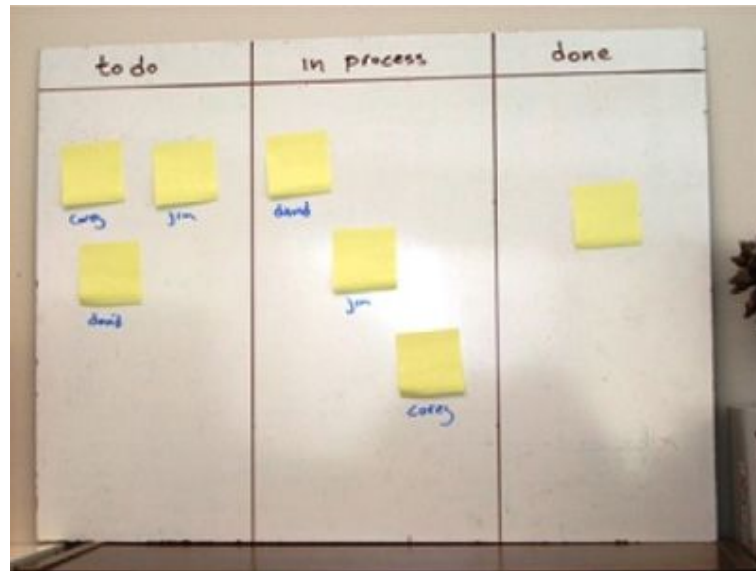 to do
in process
done
corey
jim
david
david
jim
corey